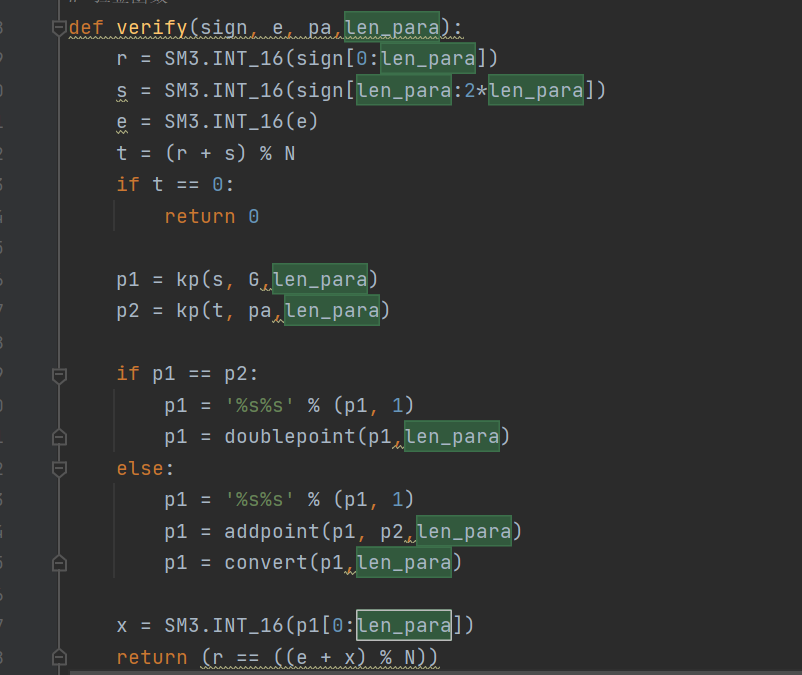 def verify(sign, e, pa,len_para):
    r = SM3.INT_16(sign[0:len_para])
    s = SM3.INT_16(sign[len_para:2*len_para])
    e = SM3.INT_16(e)
    t = (r + s) % N
    if t == 0:
        return 0
    p1 = kp(s, G,len_para)
    p2 = kp(t, pa,len_para)
    if p1 == p2:
        p1 = '%s%s' % (p1, 1)
        p1 = doublepoint(p1,len_para)
    else:
        p1 = '%s%s' % (p1, 1)
        p1 = addpoint(p1, p2,len_para)
        p1 = convert(p1,len_para)
    x = SM3.INT_16(p1[0:len_para])
    return (r == ((e + x) % N))